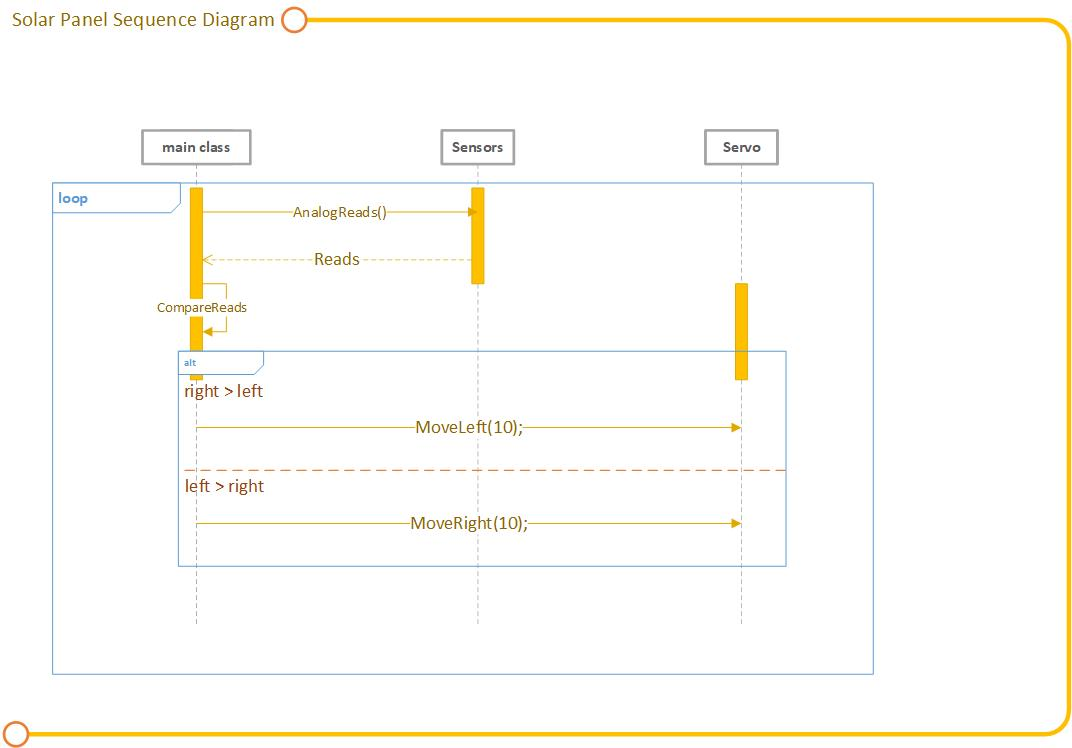 Solar Panel Sequence Diagram
main class
Sensors
Servo
loop
AnalogReads()
Reads
CompareReads
alt
right > left
MoveLeft(10);
left > right
MoveRight(10);